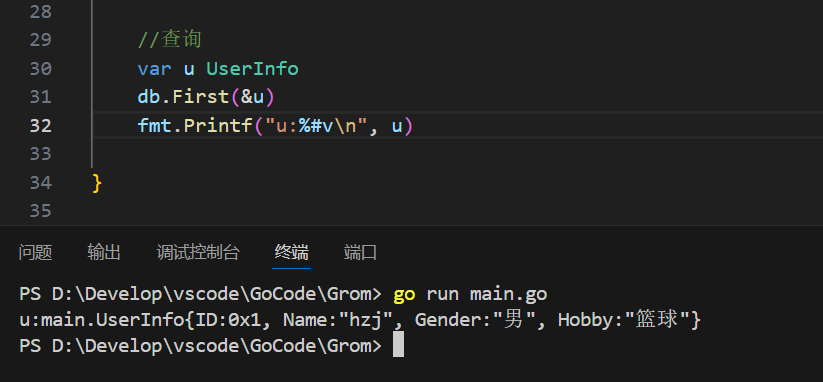 28
29 //查询
30 var u UserInfo
31 db.First(&u)
32 fmt.Printf("u:%#v\n", u)
33
34 }
35
问题 输出 调试控制台 终端 端口
PS D:\Develop\vscode\GoCode\Grom> go run main.go
u:main.UserInfo{ID:0x1, Name:"hzj", Gender:"男", Hobby:"篮球"}
PS D:\Develop\vscode\GoCode\Grom>